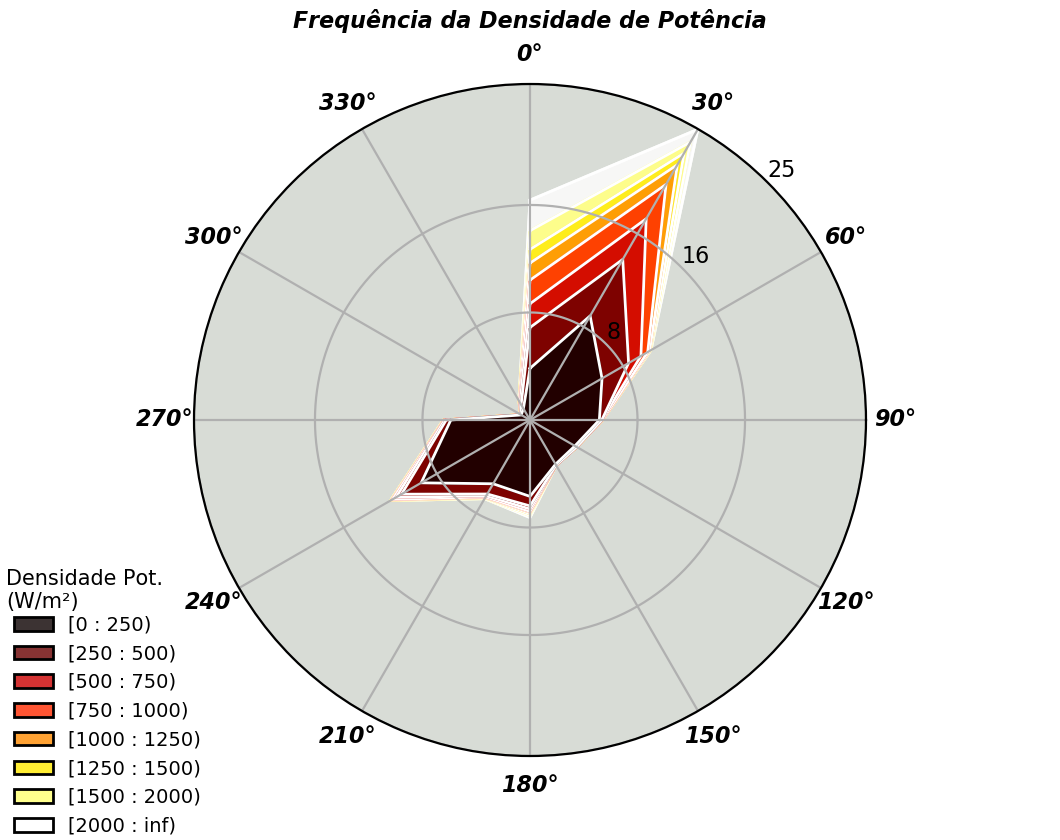 Frequência da Densidade de Potência
0°
330°
30°
25
300°
60°
16
8
270°
90°
240°
120°
210°
150°
180°
Densidade Pot.
(W/m²)
[0 : 250)
[250 : 500)
[500 : 750)
[750 : 1000)
[1000 : 1250)
[1250 : 1500)
[1500 : 2000)
[2000 : inf)